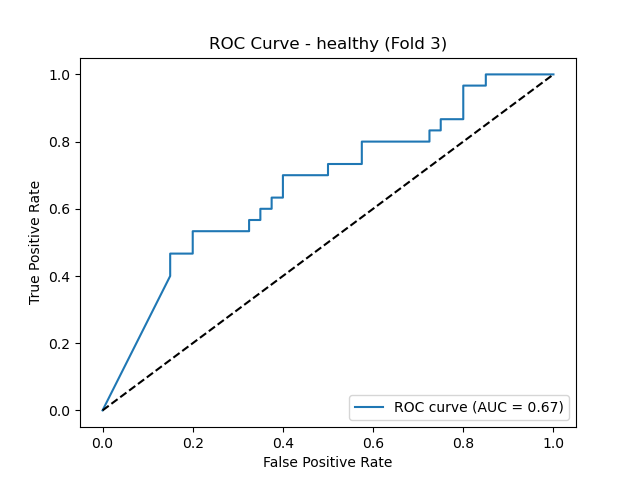 ROC Curve - healthy (Fold 3)
1.0
0.8
0.6
0.4
0.2
0.0
True Positive Rate
ROC curve (AUC = 0.67)
0.0 0.2 0.4 0.6 0.8 1.0
False Positive Rate